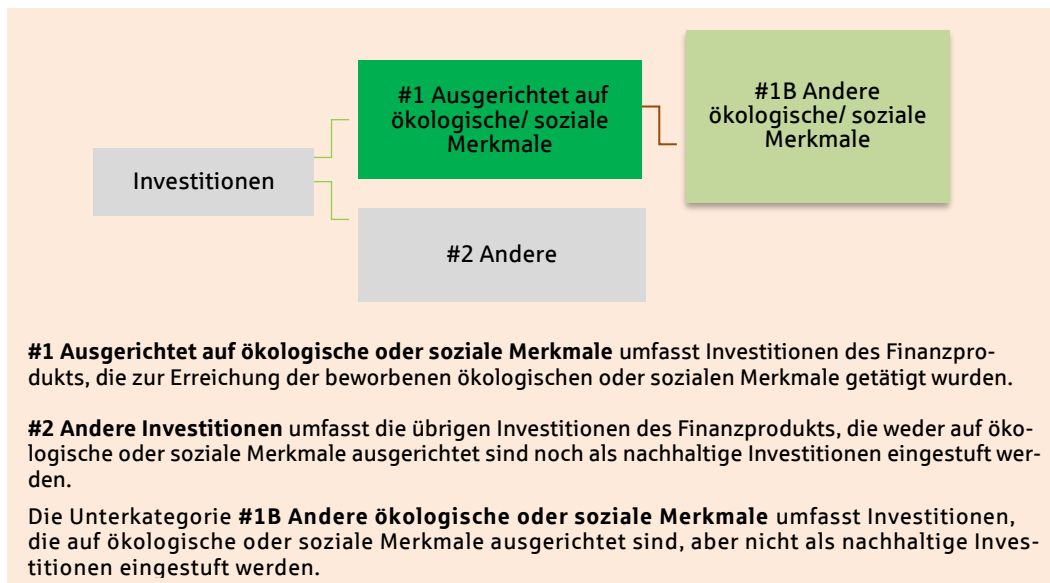 #1 Ausgerichtet auf
ökologische/ soziale
Merkmale
#1B Andere
ökologische/ soziale
Merkmale
Investitionen
#2 Andere
#1 Ausgerichtet auf ökologische oder soziale Merkmale umfasst Investitionen des Finanzpro-
dukts, die zur Erreichung der beworbenen ökologischen oder sozialen Merkmale getätigt wurden.
#2 Andere Investitionen umfasst die übrigen Investitionen des Finanzprodukts, die weder auf öko-
logische oder soziale Merkmale ausgerichtet sind noch als nachhaltige Investitionen eingestuft wer-
den.
Die Unterkategorie #1B Andere ökologische oder soziale Merkmale umfasst Investitionen,
die auf ökologische oder soziale Merkmale ausgerichtet sind, aber nicht als nachhaltige Inves-
titionen eingestuft werden.